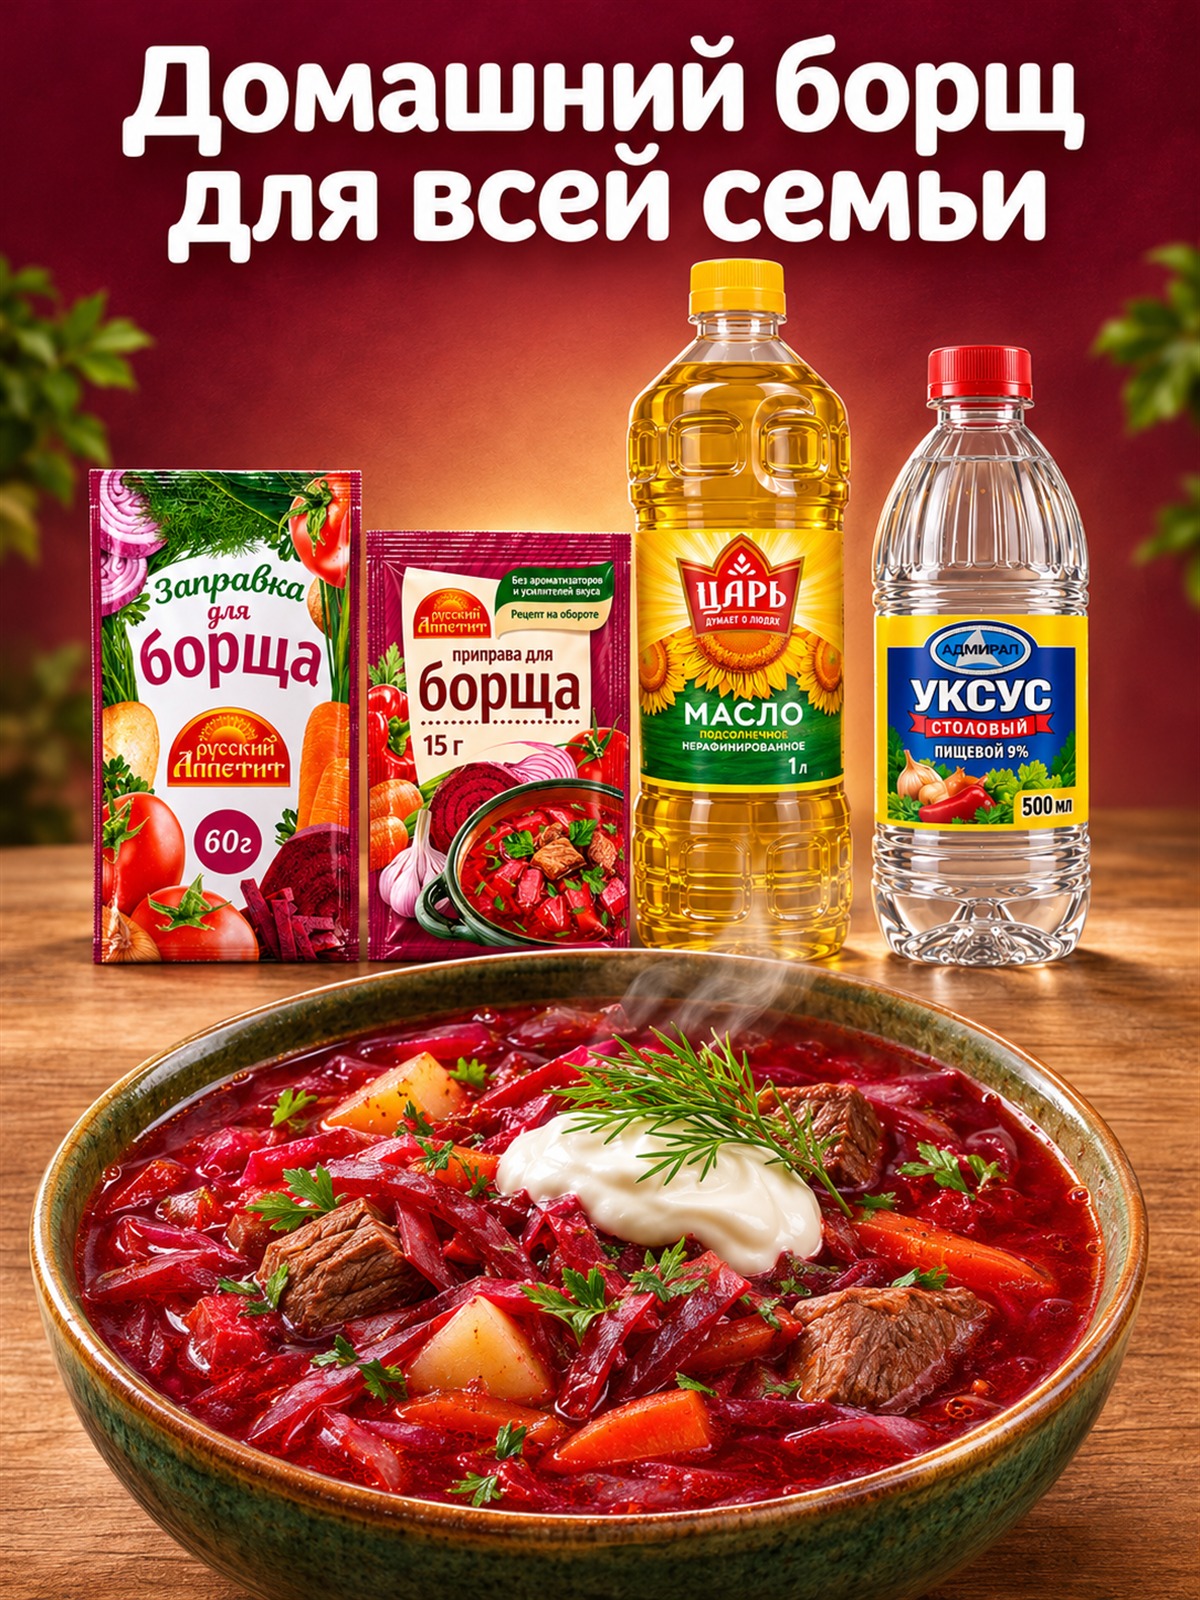 Домашний борщ
для всей семьи
Заправка
для
борща
русский
Аппетит
60г
русский
Аппетит
Без ароматизаторов
и усилителей вкуса
Рецепт на обороте
приправа для
борща
15 г
ЦАРЬ
ДУМАЕТ О ЛЮДЯХ
МАСЛО
ПОДСОЛНЕЧНОЕ
НЕРАФИНИРОВАННОЕ
1 л
АДМИРАЛ
УКСУС
СТОЛОВЫЙ
ПИЩЕВОЙ 9%
500 мл